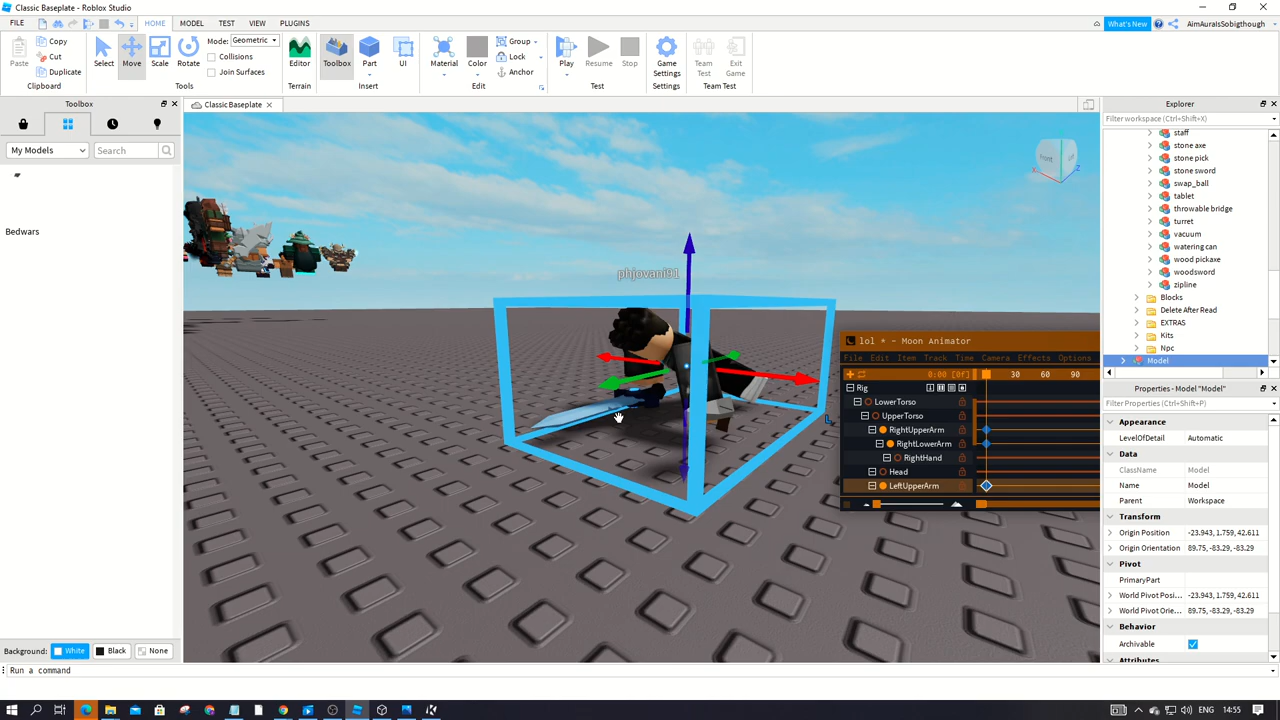 Classic Baseplate - Roblox Studio
FILE HOME MODEL TEST VIEW PLUGINS What's New AimAuraIsSobigthough
Paste Copy Cut Duplicate Clipboard
Select Move Scale Rotate Mode: Geometric Collisions Join Surfaces Tools
Editor Terrain
Toolbox Part UI Insert
Material Color Group Lock Anchor Edit
Play Resume Stop Test
Game Settings Settings
Team Test Exit Game Team Test
Toolbox
My Models Search
Bedwars
Background: White Black None
Run a command
Classic Baseplate
Front
X
Z
phjovani91
lol * - Moon Animator
File Edit Item Track Time Camera Effects Options
0:00 [0f] 30 60 90
Rig
LowerTorso
UpperTorso
RightUpperArm
RightLowerArm
RightHand
Head
LeftUpperArm
Explorer
Filter workspace (Ctrl+Shift+X)
staff
stone axe
stone pick
stone sword
swap_ball
tablet
throwable bridge
turret
vacuum
watering can
wood pickaxe
woodsword
zipline
Blocks
Delete After Read
EXTRAS
Kits
Npc
Model
Properties - Model "Model"
Filter Properties (Ctrl+Shift+P)
Appearance
LevelOfDetail Automatic
Data
ClassName Model
Name Model
Parent Workspace
Transform
Origin Position -23.943, 1.759, 42.611
Origin Orientation 89.75, -83.29, -83.29
Pivot
PrimaryPart
World Pivot Posi... -23.943, 1.759, 42.611
World Pivot Orie... 89.75, -83.29, -83.29
Behavior
Archivable
Attributes
ENG 14:55